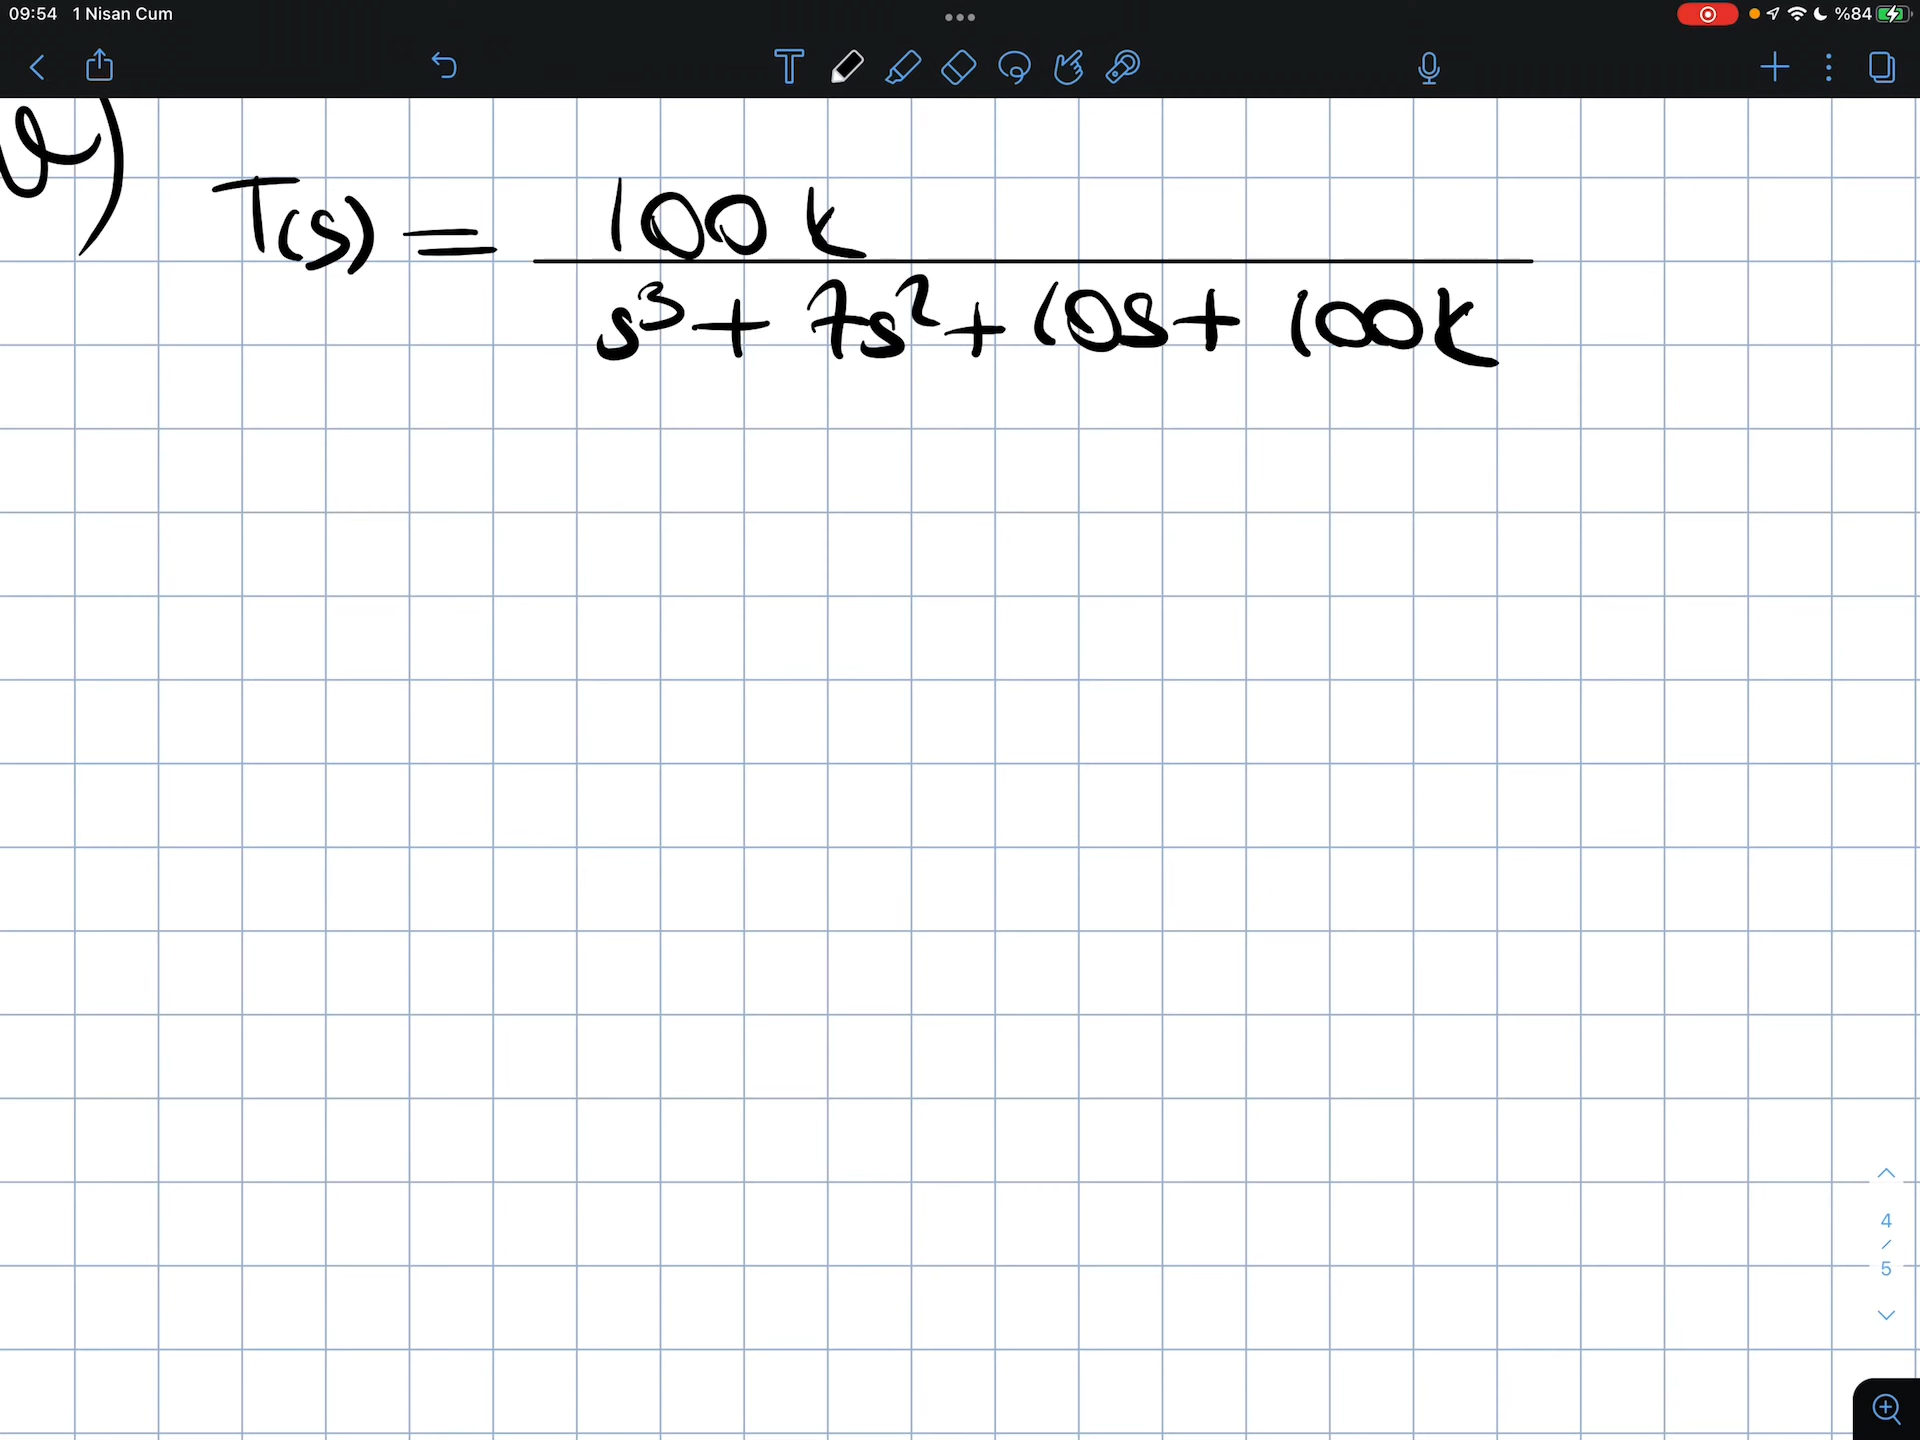 09:54 1 Nisan Cum
%84
T(s) = 100k
s³ + 7s² + 10s + 100k
4
/
5